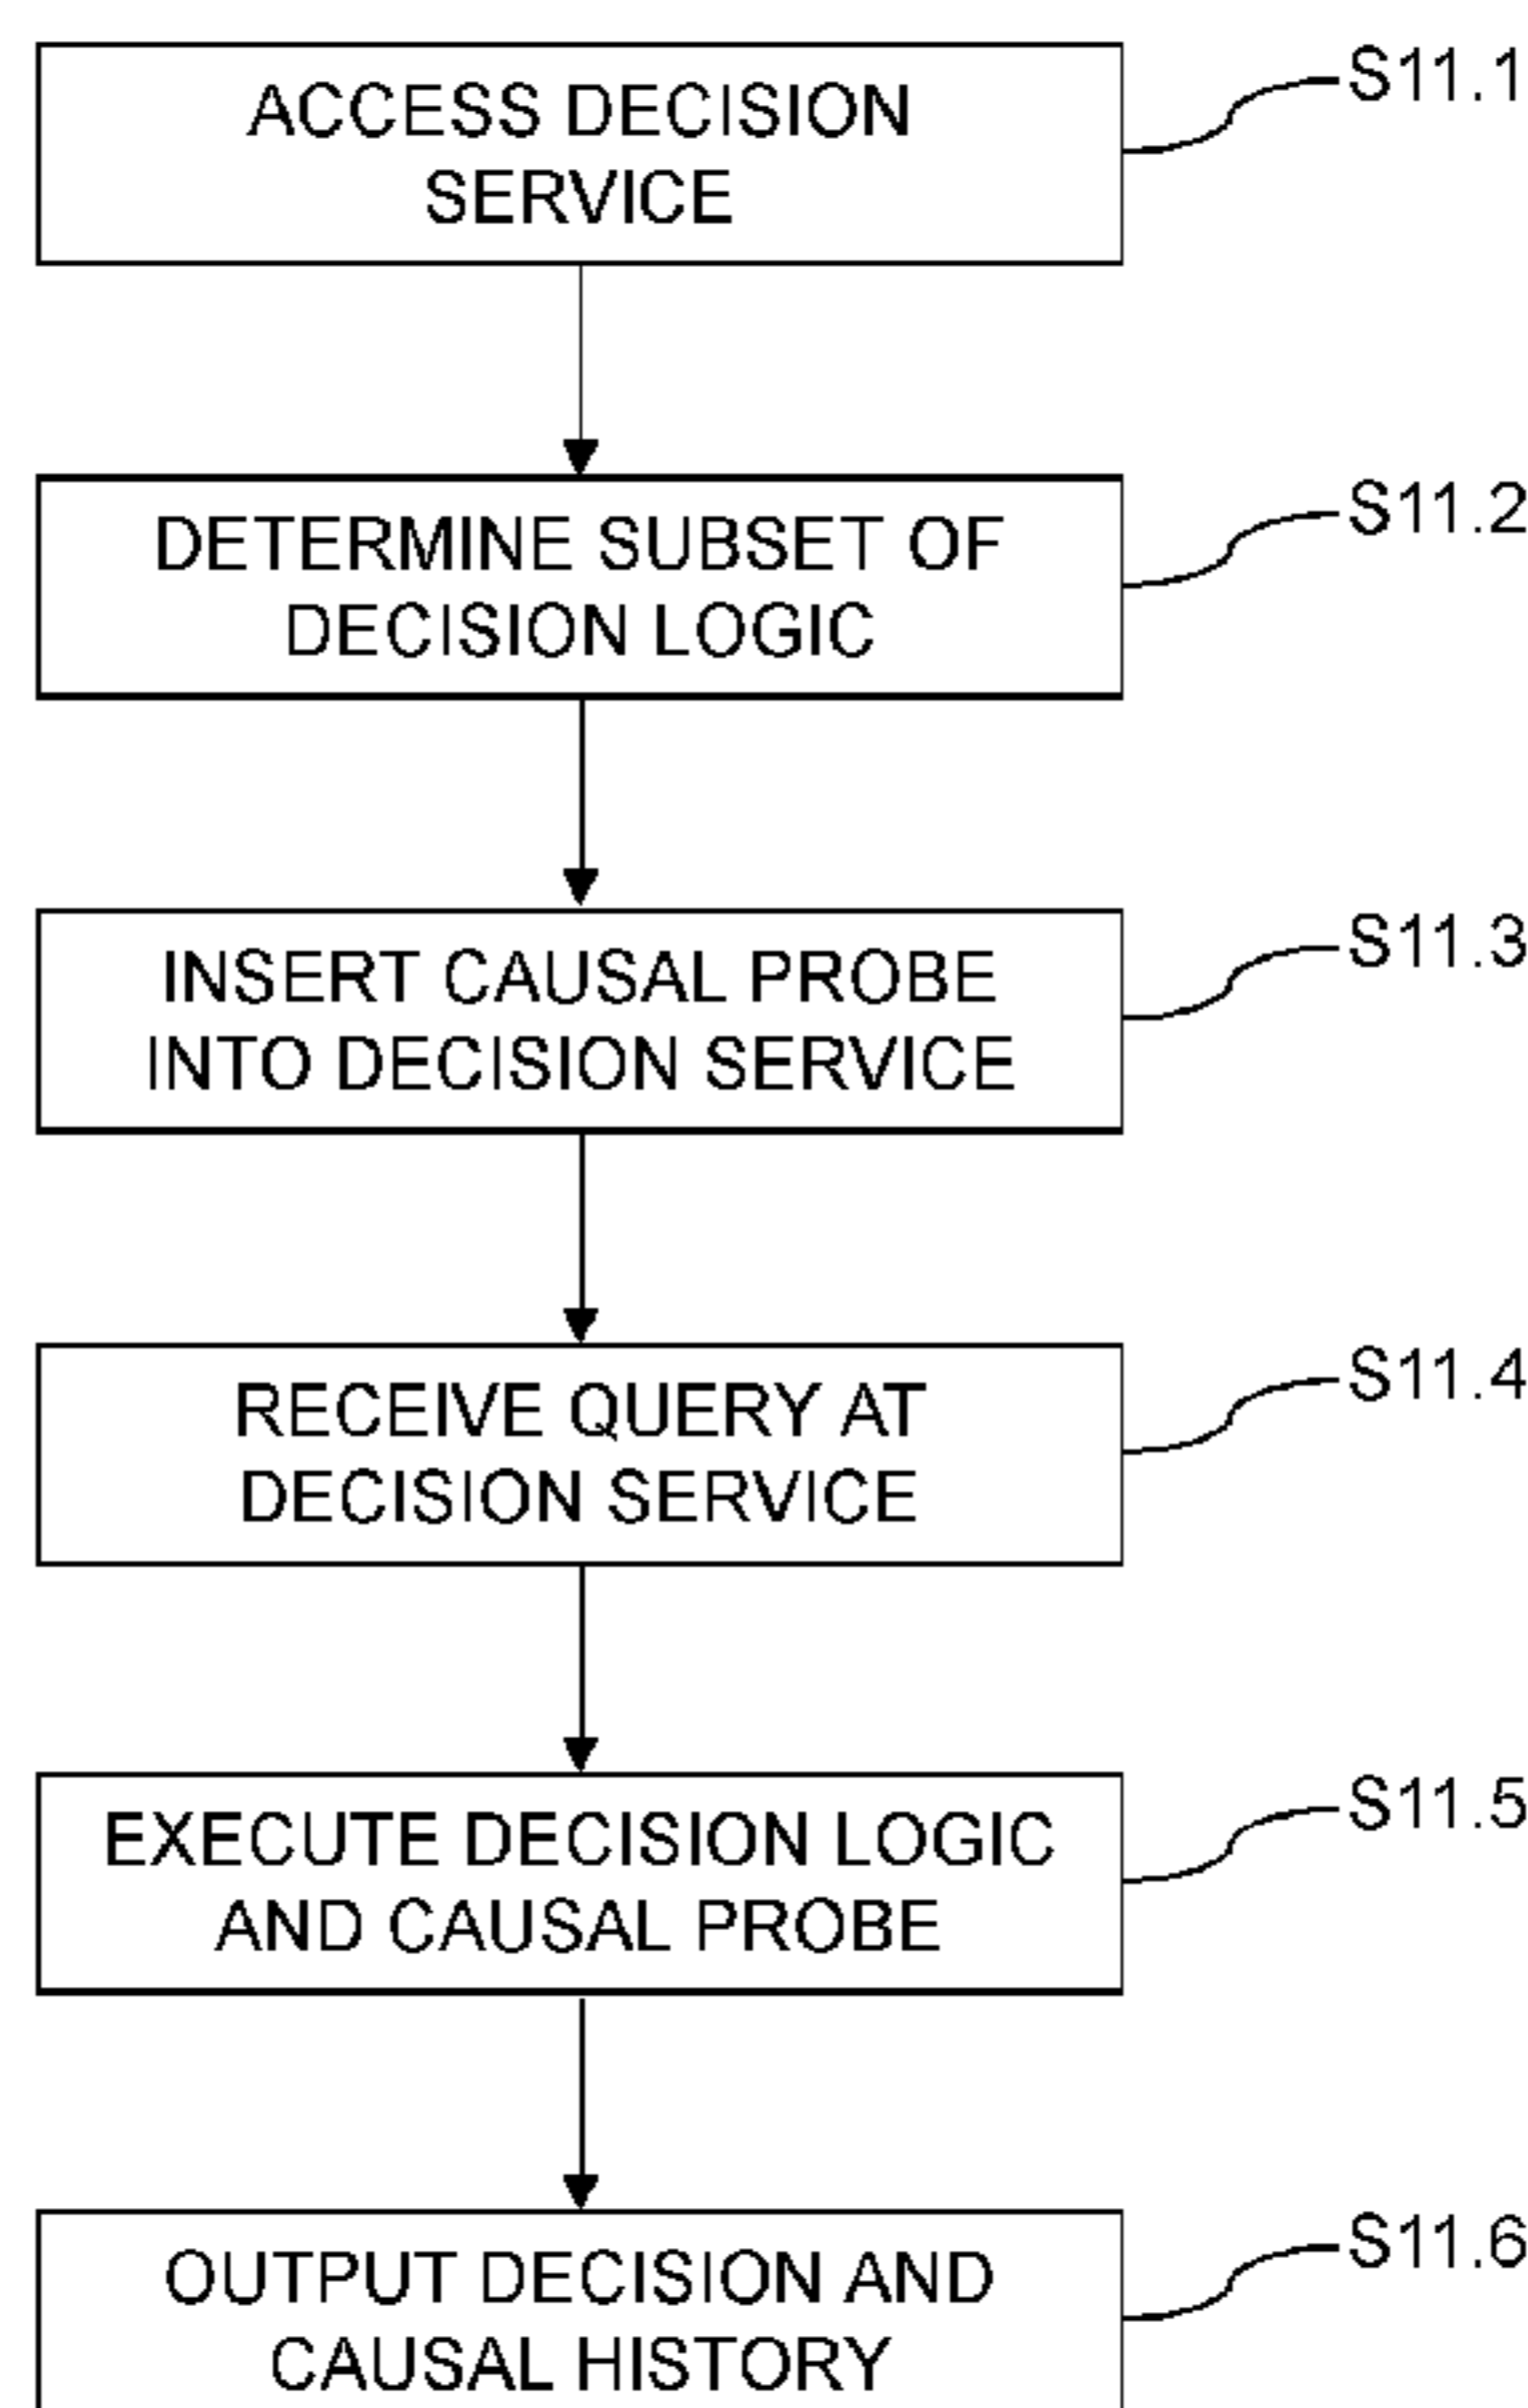 ACCESS DECISION
SERVICE
S11.1
DETERMINE SUBSET OF
DECISION LOGIC
S11.2
INSERT CAUSAL PROBE
INTO DECISION SERVICE
S11.3
RECEIVE QUERY AT
DECISION SERVICE
S11.4
EXECUTE DECISION LOGIC
AND CAUSAL PROBE
S11.5
OUTPUT DECISION AND
CAUSAL HISTORY
S11.6